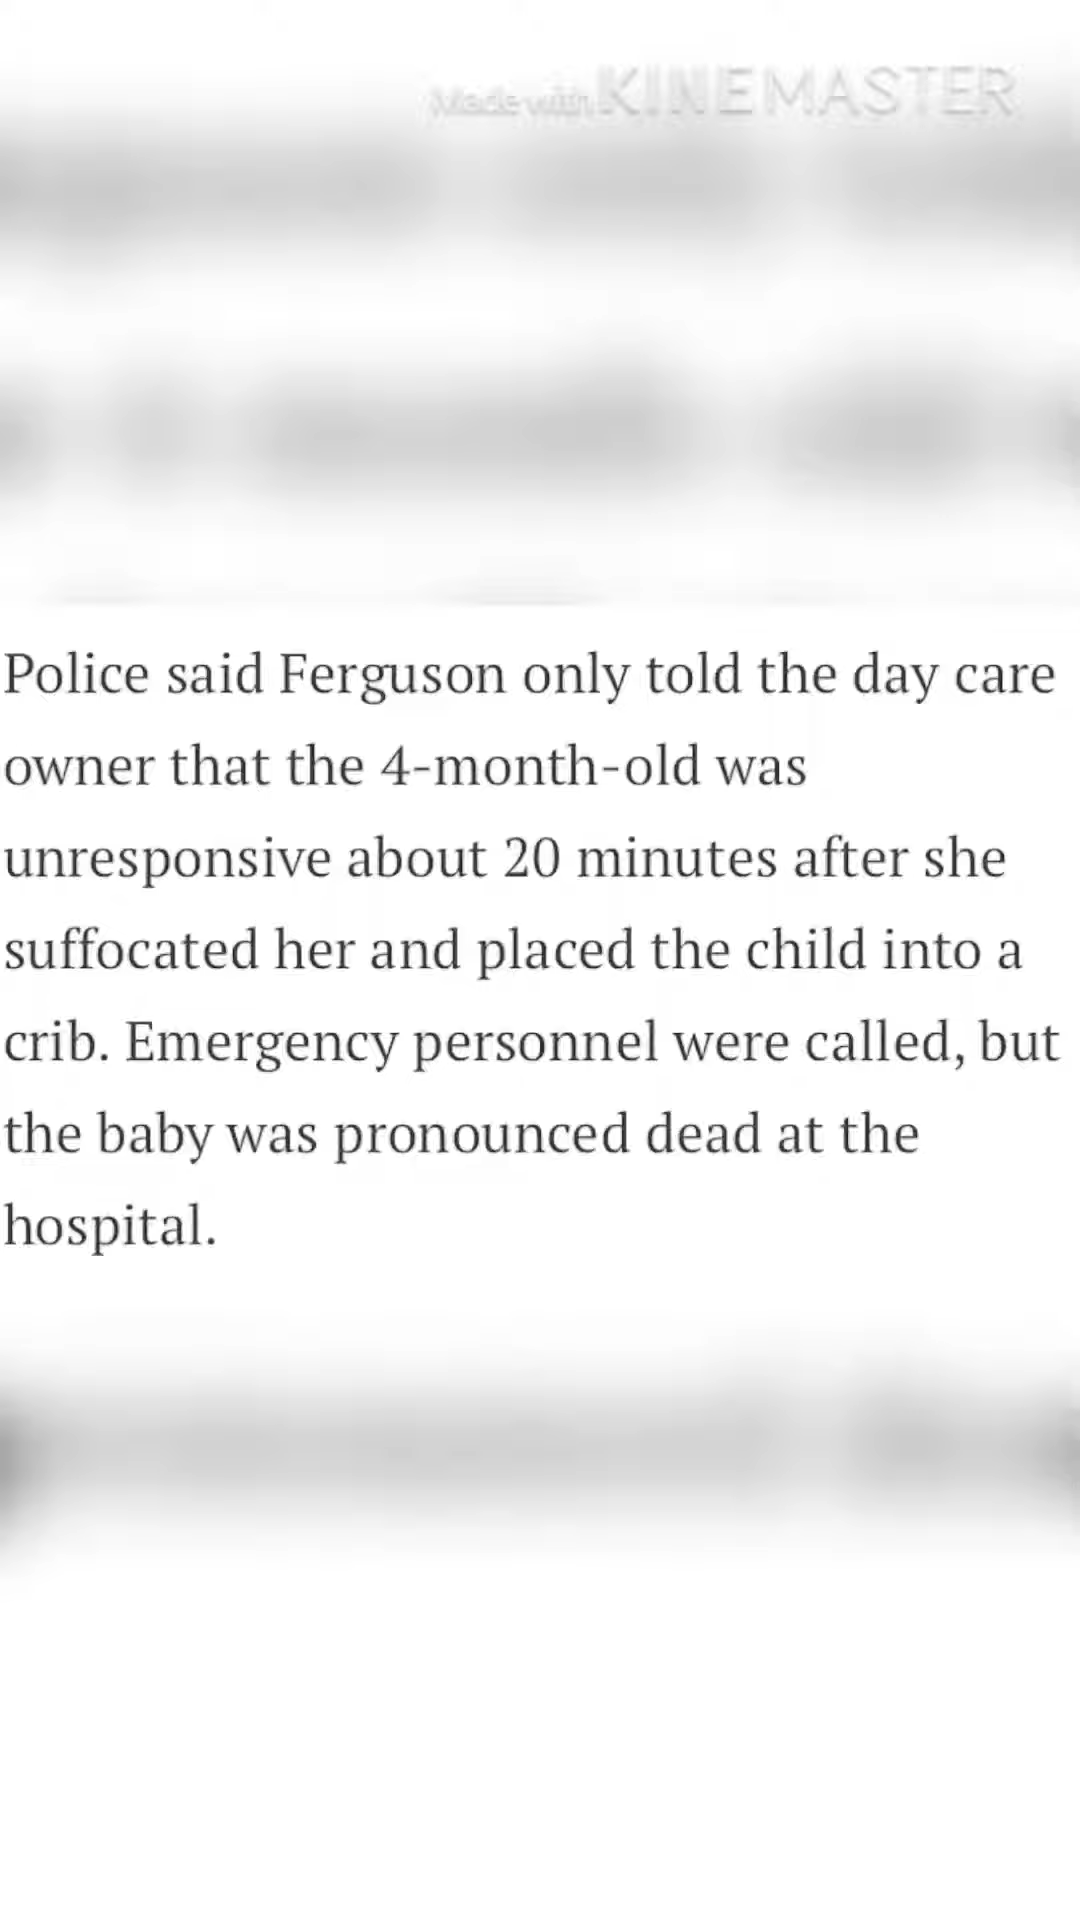 Made with KINEMASTER
Police said Ferguson only told the day care
owner that the 4-month-old was
unresponsive about 20 minutes after she
suffocated her and placed the child into a
crib. Emergency personnel were called, but
the baby was pronounced dead at the
hospital.